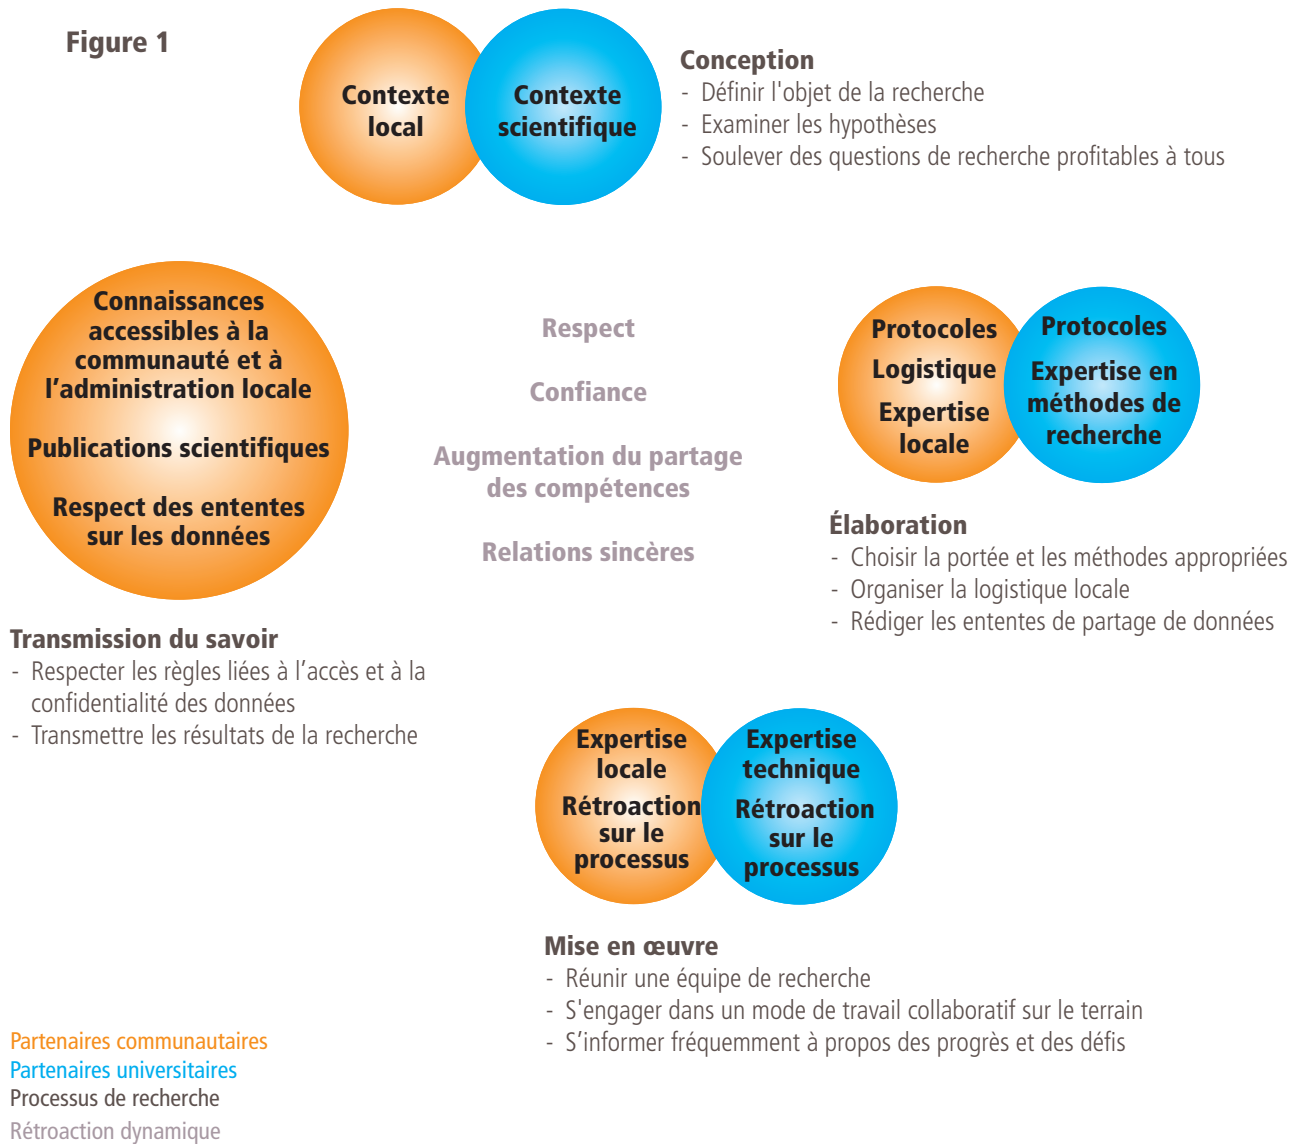 Figure 1
Contexte
local
Contexte
scientifique
Conception
- Définir l'objet de la recherche
- Examiner les hypothèses
- Soulever des questions de recherche profitables à tous
Connaissances
accessibles à la
communauté et à
l’administration locale
Publications scientifiques
Respect des ententes
sur les données
Respect
Confiance
Augmentation du partage
des compétences
Relations sincères
Protocoles
Logistique
Expertise
locale
Protocoles
Expertise en
méthodes de
recherche
Élaboration
- Choisir la portée et les méthodes appropriées
- Organiser la logistique locale
- Rédiger les ententes de partage de données
Transmission du savoir
- Respecter les règles liées à l’accès et à la
confidentialité des données
- Transmettre les résultats de la recherche
Expertise
locale
Rétroaction
sur le
processus
Expertise
technique
Rétroaction
sur le
processus
Mise en œuvre
- Réunir une équipe de recherche
- S'engager dans un mode de travail collaboratif sur le terrain
- S’informer fréquemment à propos des progrès et des défis
Partenaires communautaires
Partenaires universitaires
Processus de recherche
Rétroaction dynamique